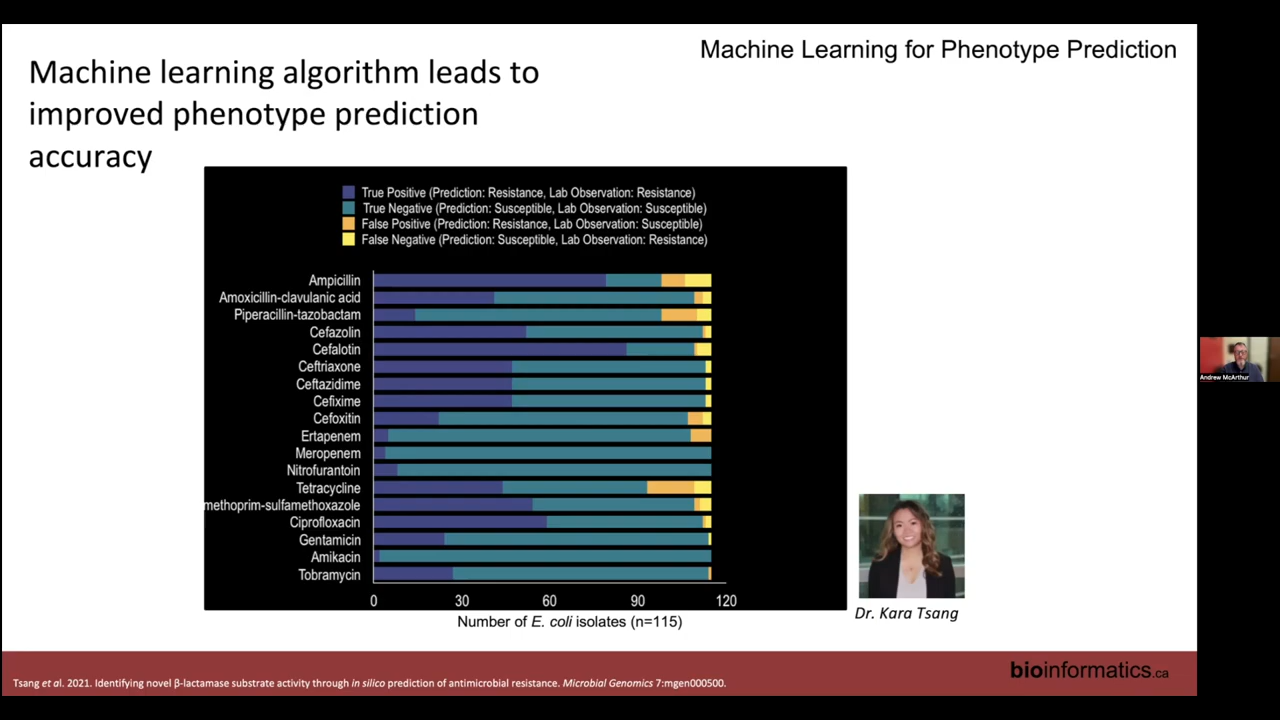 Machine Learning for Phenotype Prediction
Machine learning algorithm leads to
improved phenotype prediction
accuracy
True Positive (Prediction: Resistance, Lab Observation: Resistance)
True Negative (Prediction: Susceptible, Lab Observation: Susceptible)
False Positive (Prediction: Resistance, Lab Observation: Susceptible)
False Negative (Prediction: Susceptible, Lab Observation: Resistance)
Ampicillin
Amoxicillin-clavulanic acid
Piperacillin-tazobactam
Cefazolin
Cefalotin
Ceftriaxone
Ceftazidime
Cefixime
Cefoxitin
Ertapenem
Meropenem
Nitrofurantoin
Tetracycline
methoprim-sulfamethoxazole
Ciprofloxacin
Gentamicin
Amikacin
Tobramycin
0 30 60 90 120
Number of E. coli isolates (n=115)
Dr. Kara Tsang
Andrew McArthur
bioinformatics.ca
Tsang et al. 2021. Identifying novel β-lactamase substrate activity through in silico prediction of antimicrobial resistance. Microbial Genomics 7:mgen000500.